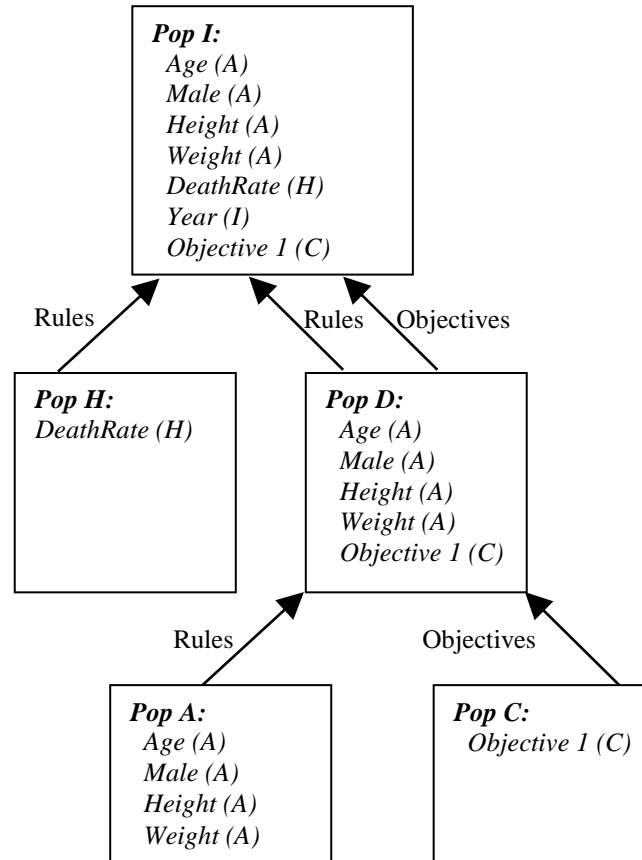 Pop I:
Age (A)
Male (A)
Height (A)
Weight (A)
DeathRate (H)
Year (I)
Objective 1 (C)
Rules
Rules
Objectives
Pop H:
DeathRate (H)
Pop D:
Age (A)
Male (A)
Height (A)
Weight (A)
Objective 1 (C)
Rules
Objectives
Pop A:
Age (A)
Male (A)
Height (A)
Weight (A)
Pop C:
Objective 1 (C)